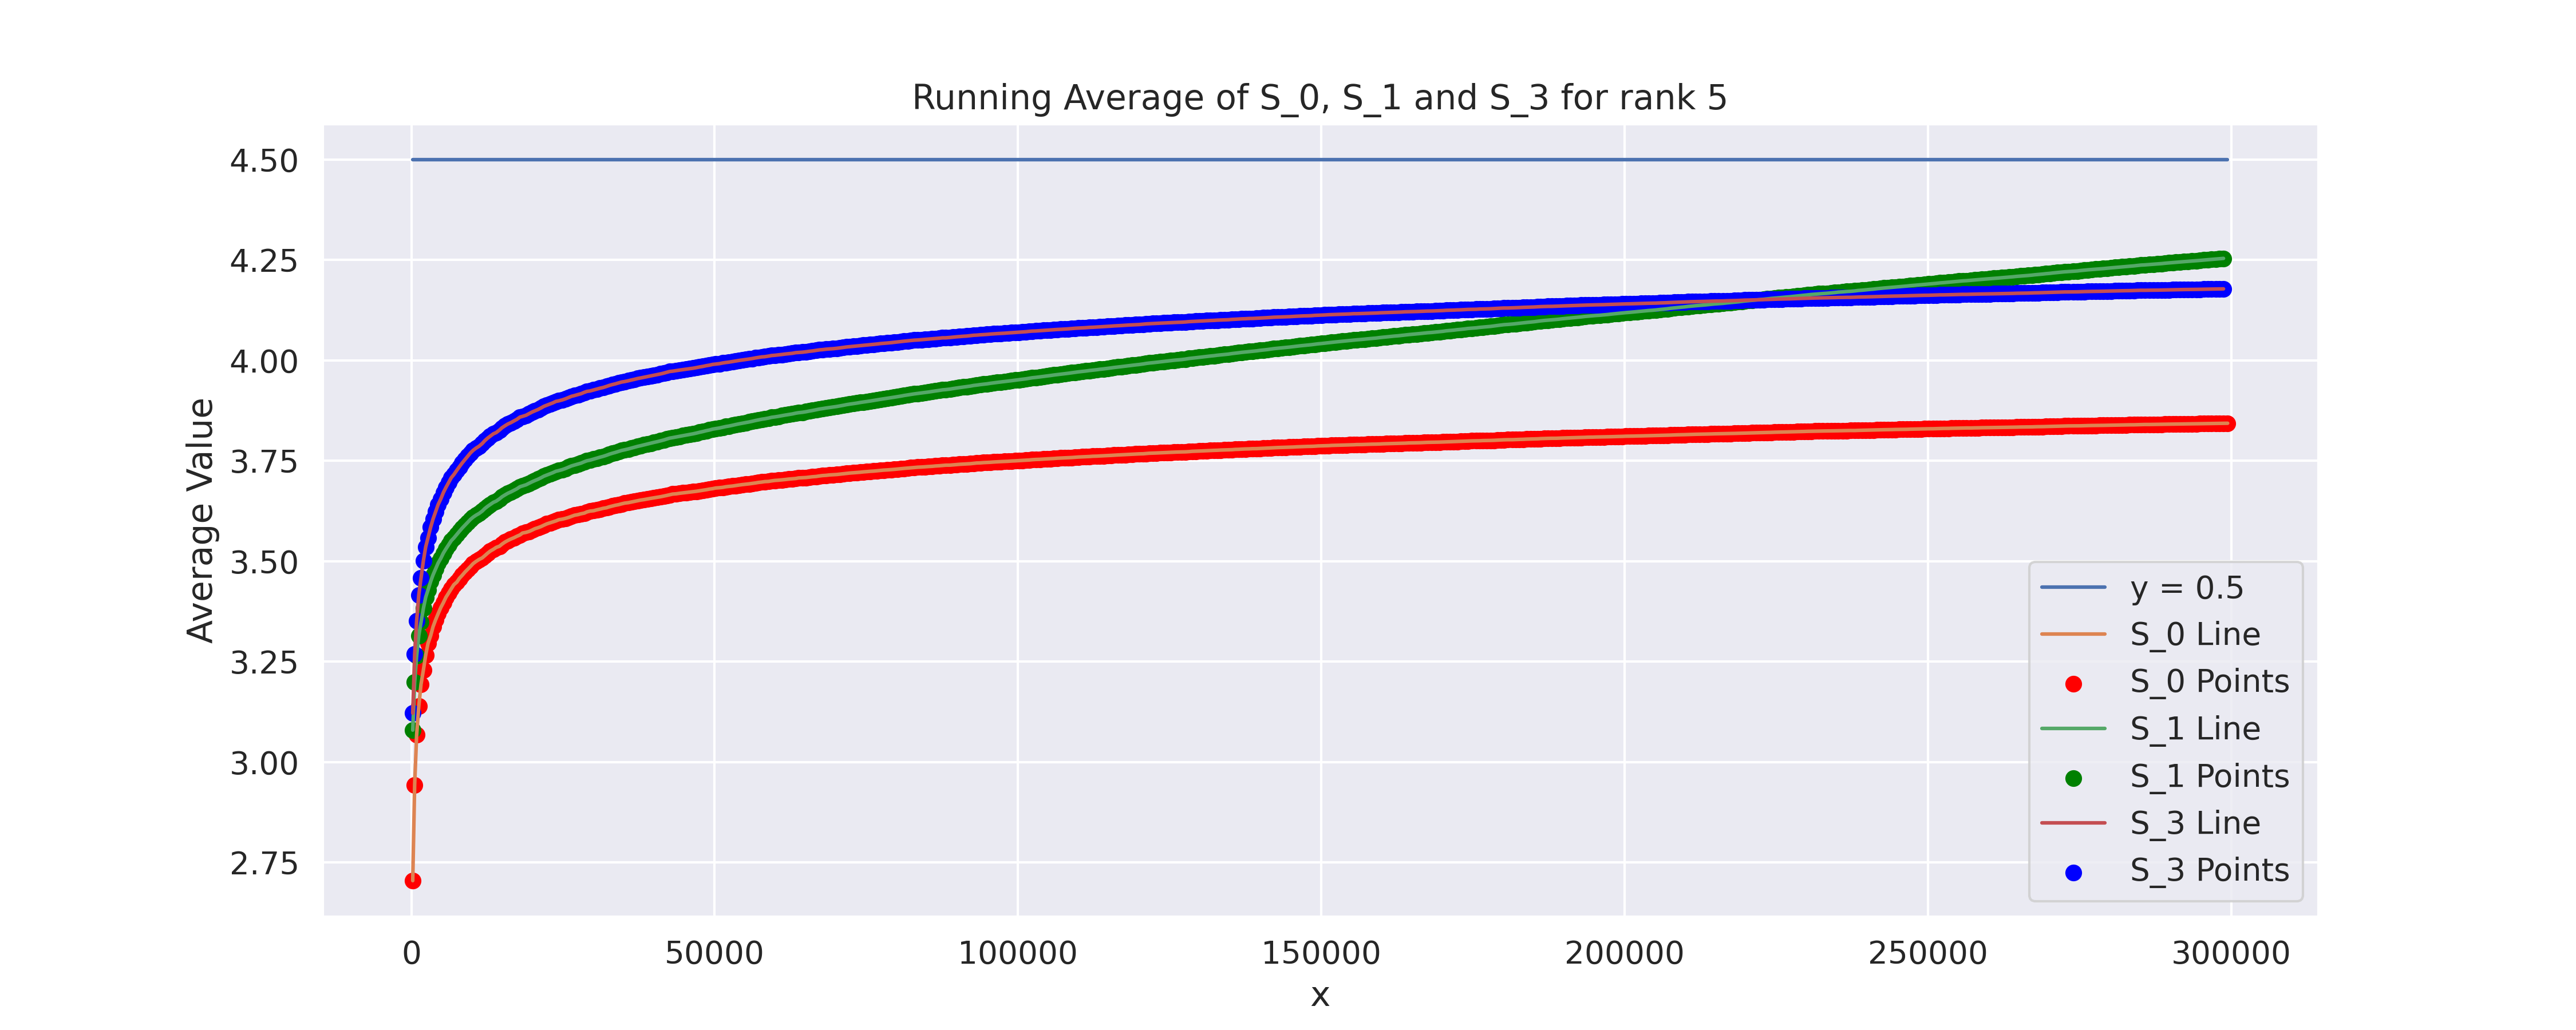 Running Average of S_0, S_1 and S_3 for rank 5
4.50
4.25
4.00
3.75
3.50
3.25
3.00
2.75
Average Value
0 50000 100000 150000 200000 250000 300000
x
y = 0.5
S_0 Line
S_0 Points
S_1 Line
S_1 Points
S_3 Line
S_3 Points